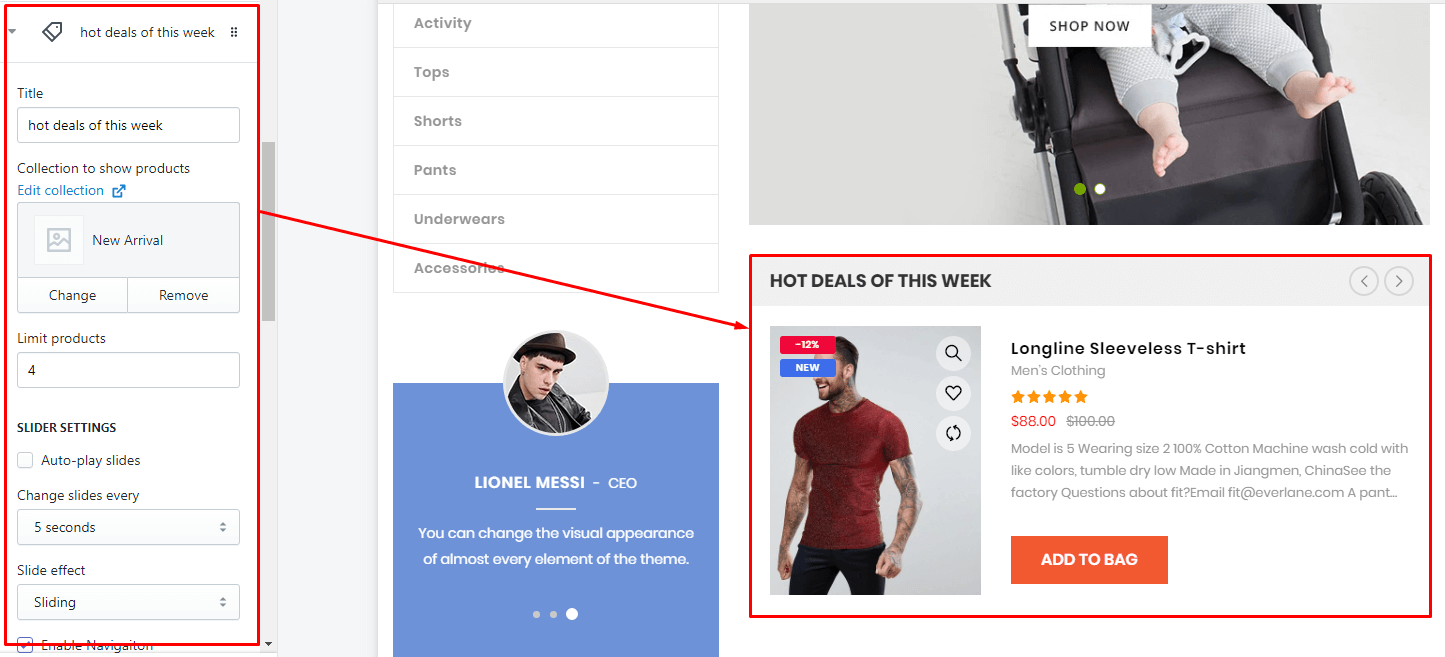 hot deals of this week
Title
hot deals of this week
Collection to show products
Edit collection
New Arrival
Change
Remove
Limit products
4
SLIDER SETTINGS
Auto-play slides
Change slides every
5 seconds
Slide effect
Sliding
Enable Navigaiton
Activity
Tops
Shorts
Pants
Underwears
Accessories
LIONEL MESSI - CEO
You can change the visual appearance
of almost every element of the theme.
SHOP NOW
HOT DEALS OF THIS WEEK
-12%
NEW
Longline Sleeveless T-shirt
Men's Clothing
$88.00 $100.00
Model is 5 Wearing size 2 100% Cotton Machine wash cold with
like colors, tumble dry low Made in Jiangmen, ChinaSee the
factory Questions about fit?Email fit@everlane.com A pant...
ADD TO BAG